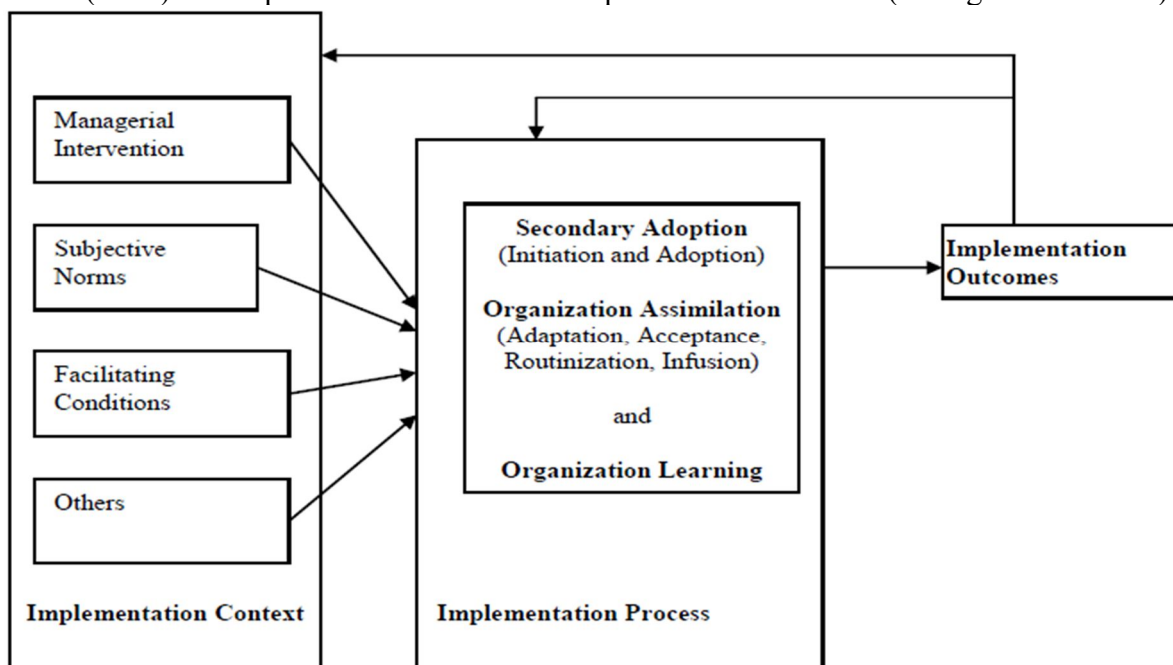 Managerial
Intervention
Subjective
Norms
Facilitating
Conditions
Others
Implementation Context
Secondary Adoption
(Initiation and Adoption)
Organization Assimilation
(Adaptation, Acceptance,
Routinization, Infusion)
and
Organization Learning
Implementation Process
Implementation
Outcomes